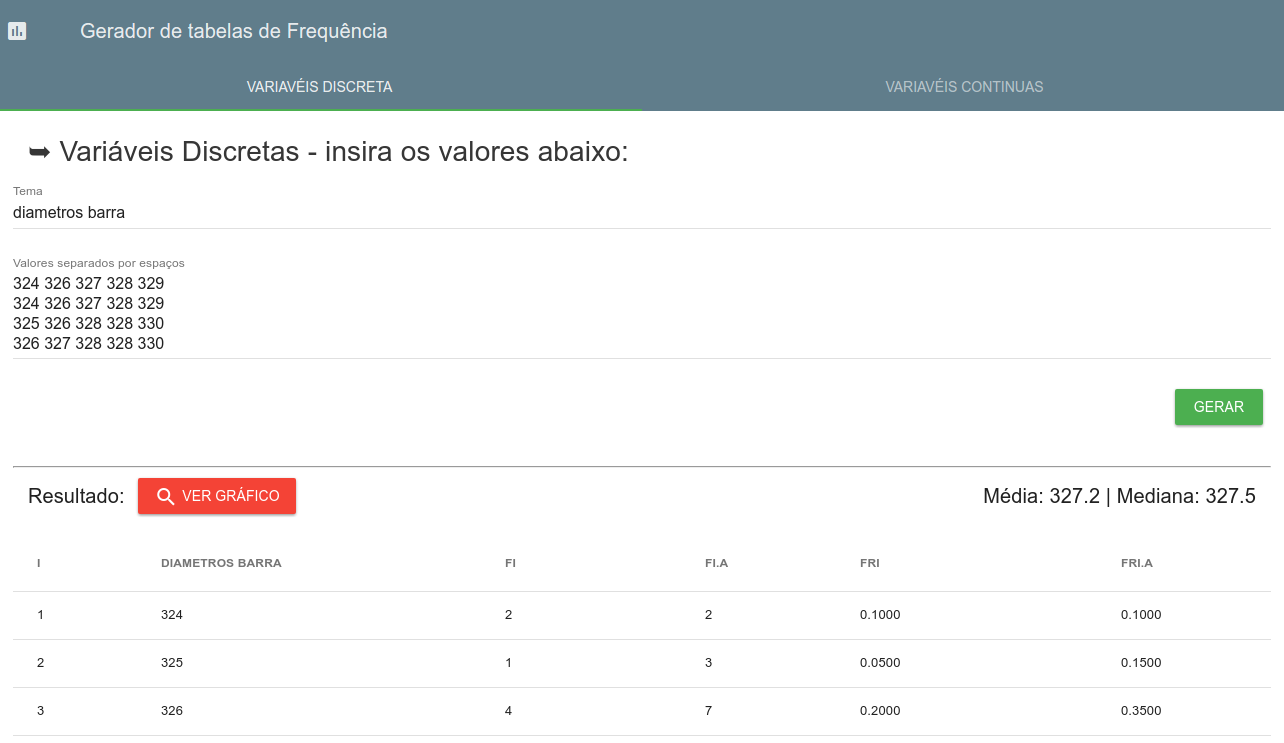 Gerador de tabelas de Frequência
VARIAVÉIS DISCRETA VARIAVÉIS CONTINUAS
➥ Variáveis Discretas - insira os valores abaixo:
Tema
diametros barra
Valores separados por espaços
324 326 327 328 329
324 326 327 328 329
325 326 328 328 330
326 327 328 328 330
GERAR
Resultado: VER GRÁFICO Média: 327.2 | Mediana: 327.5
I DIAMETROS BARRA FI FI.A FRI FRI.A
1 324 2 2 0.1000 0.1000
2 325 1 3 0.0500 0.1500
3 326 4 7 0.2000 0.3500